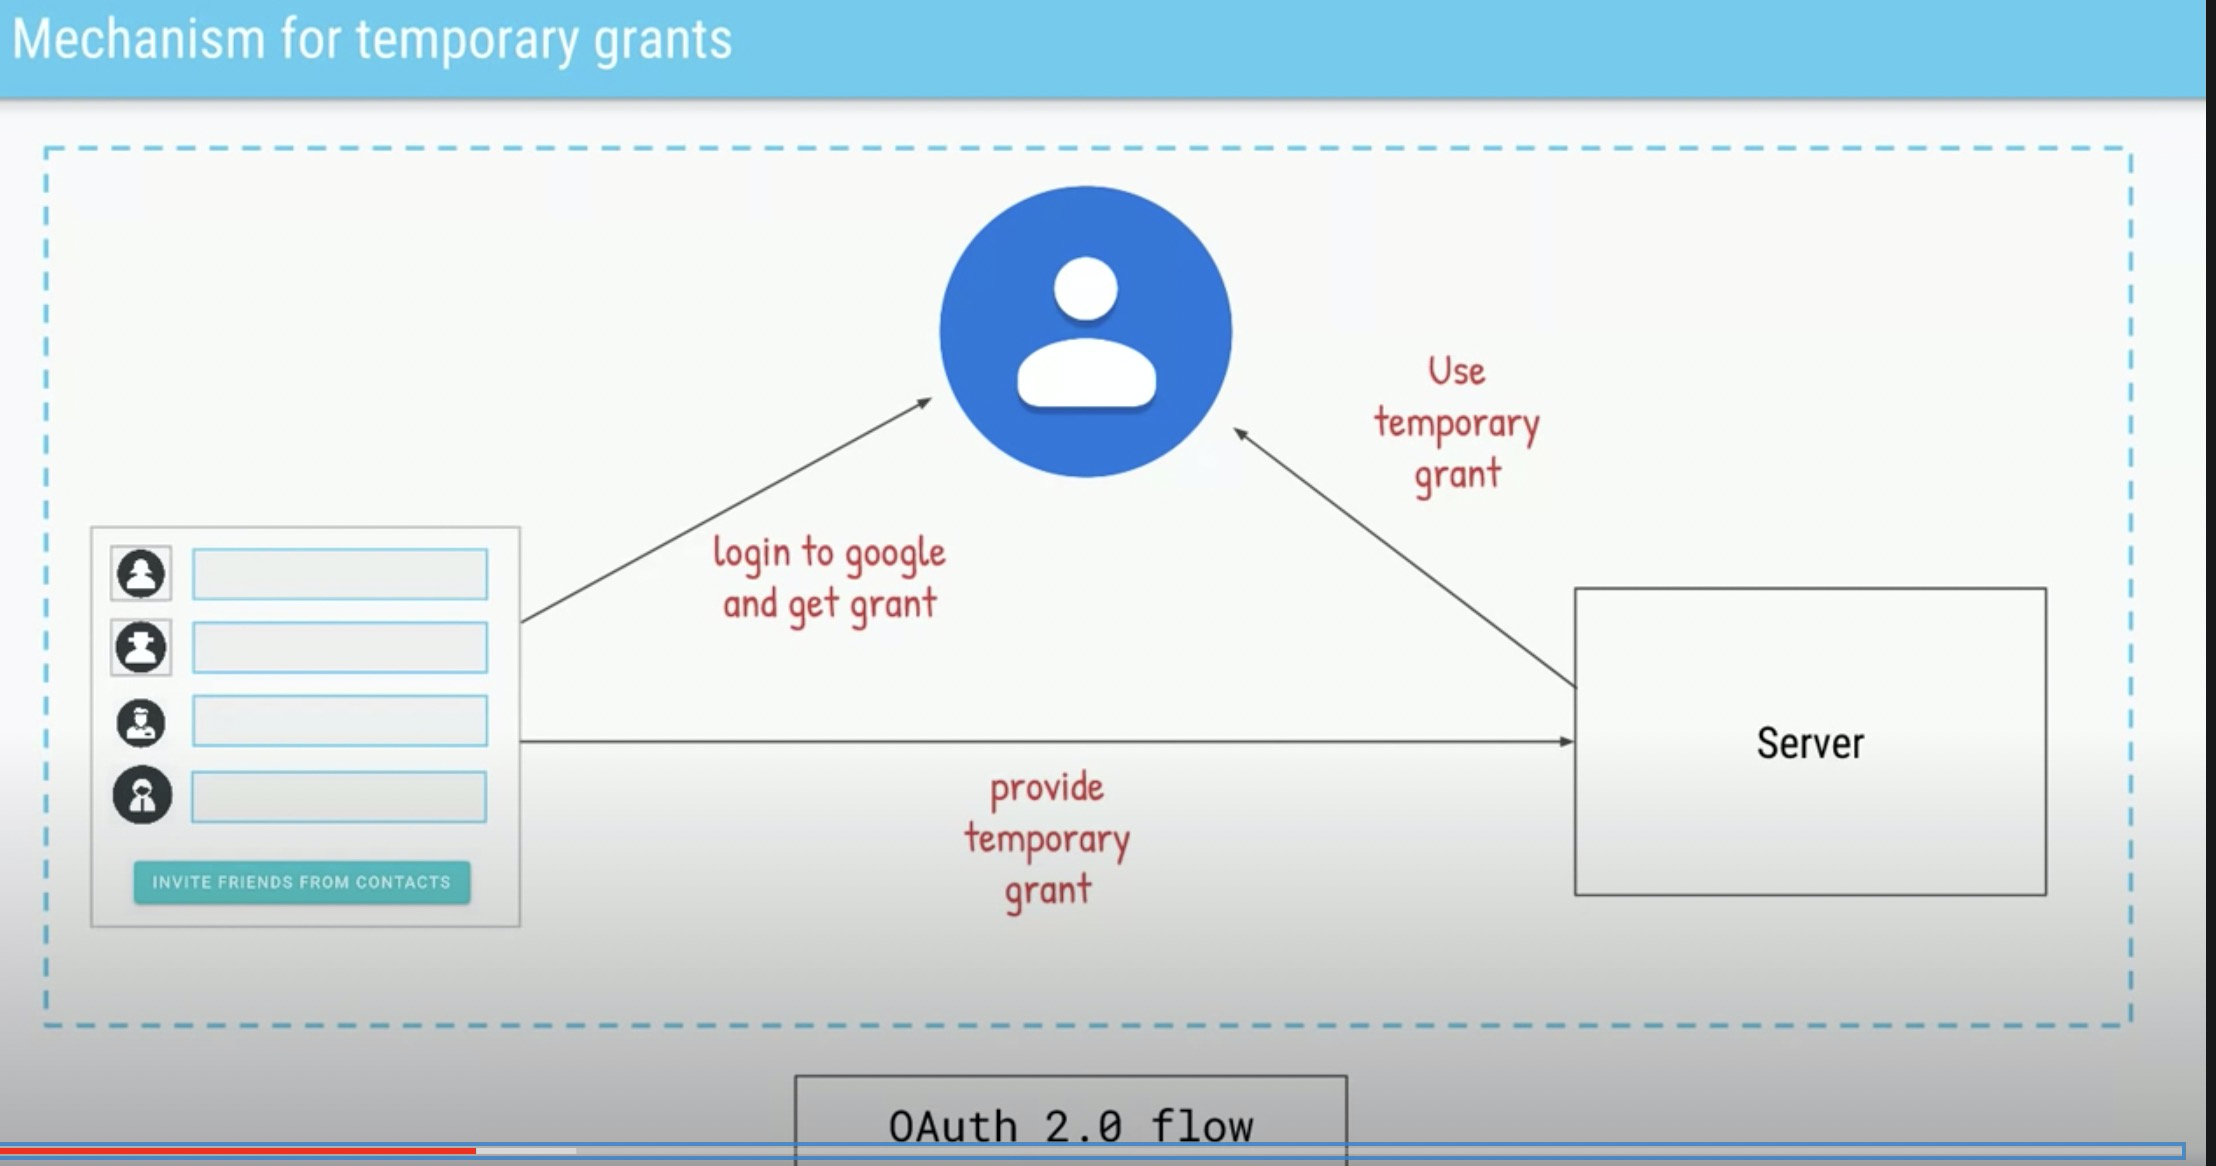 Mechanism for temporary grants
Use
temporary
grant
login to google
and get grant
Server
provide
temporary
grant
INVITE FRIENDS FROM CONTACTS
OAuth 2.0 flow